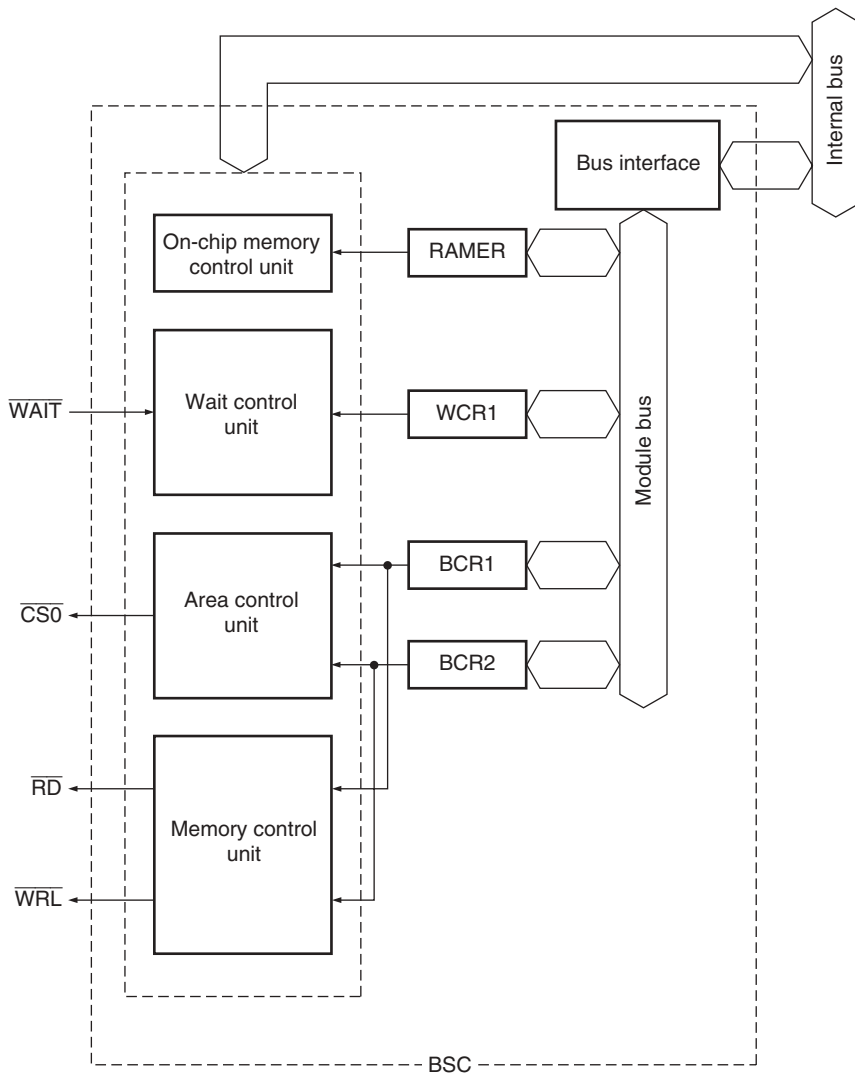 Internal bus
Bus interface
On-chip memory
control unit
RAMER
WAIT
Wait control
unit
WCR1
Module bus
BCR1
CS0
Area control
unit
BCR2
RD
Memory control
unit
WRL
BSC